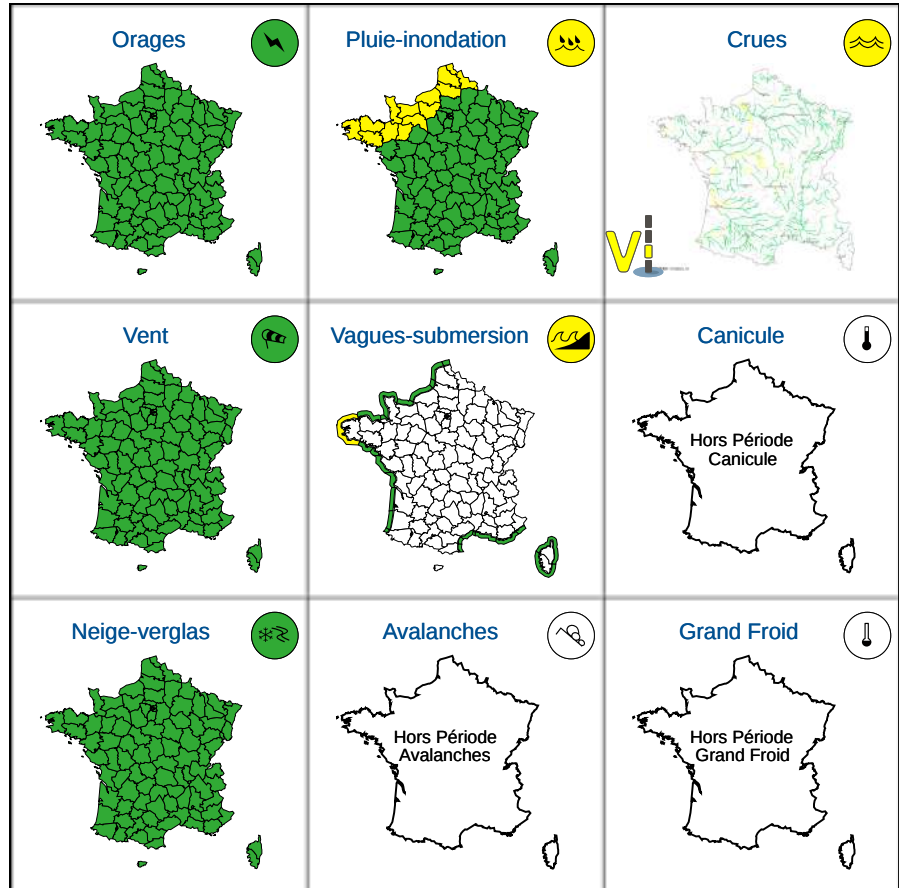 Orages
Pluie-inondation
Crues
Vent
Vagues-submersion
Canicule
Hors Période
Canicule
Neige-verglas
Avalanches
Hors Période
Avalanches
Grand Froid
Hors Période
Grand Froid